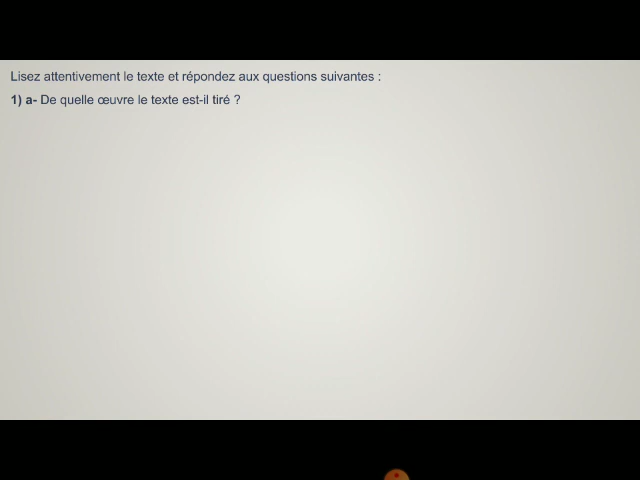 Lisez attentivement le texte et répondez aux questions suivantes :
1) a- De quelle œuvre le texte est-il tiré ?